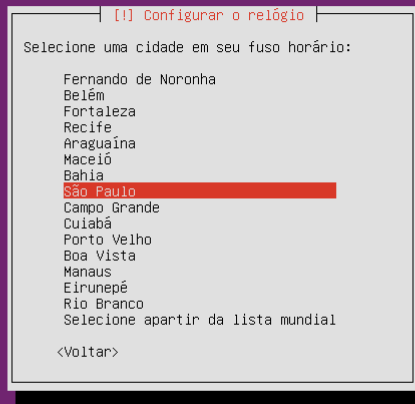 [!] Configurar o relógio
Selecione uma cidade em seu fuso horário:
Fernando de Noronha
Belém
Fortaleza
Recife
Araguaína
Maceió
Bahia
São Paulo
Campo Grande
Cuiabá
Porto Velho
Boa Vista
Manaus
Eirunepé
Rio Branco
Selecione apartir da lista mundial
<Voltar>